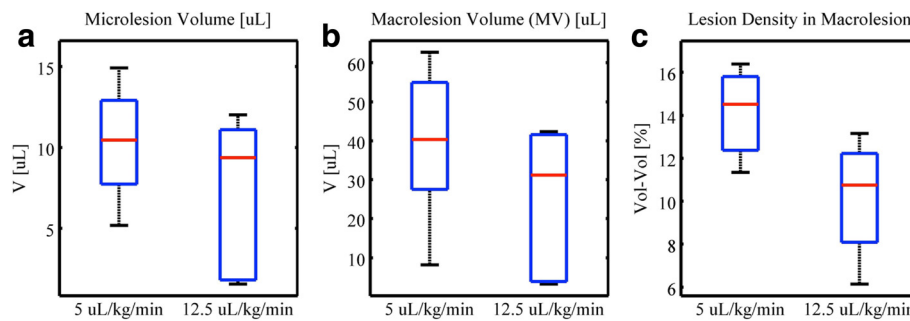 a
Microlesion Volume [uL]
V [uL]
15
10
5
5 uL/kg/min 12.5 uL/kg/min
b
Macrolesion Volume (MV) [uL]
V [uL]
60
50
40
30
20
10
5 uL/kg/min 12.5 uL/kg/min
c
Lesion Density in Macrolesion
Vol-Vol [%]
16
14
12
10
8
6
5 uL/kg/min 12.5 uL/kg/min